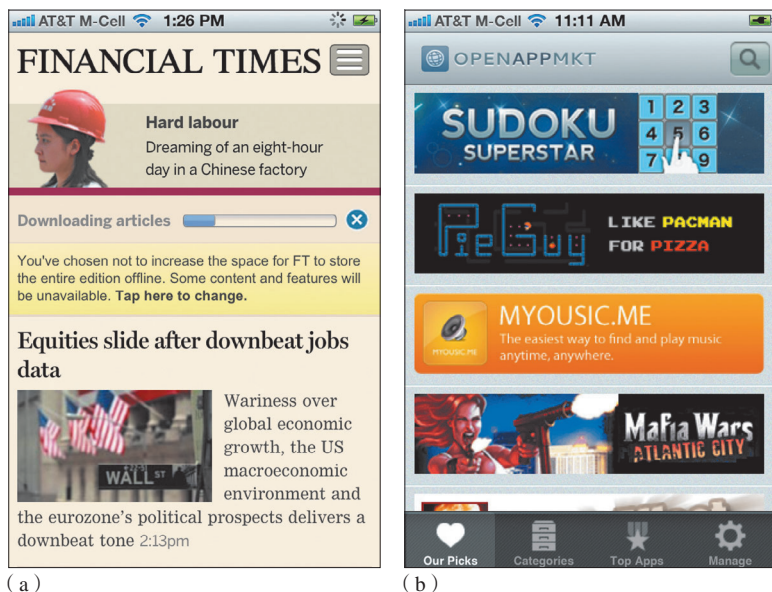 AT&T M-Cell 1:26 PM
FINANCIAL TIMES
Hard labour
Dreaming of an eight-hour
day in a Chinese factory
Downloading articles
You've chosen not to increase the space for FT to store
the entire edition offline. Some content and features will
be unavailable. Tap here to change.
Equities slide after downbeat jobs
data
WALL ST
Wariness over
global economic
growth, the US
macroeconomic
environment and
the eurozone's political prospects delivers a
downbeat tone 2:13pm
(a)
AT&T M-Cell 11:11 AM
OPENAPPMKT
SUDOKU
SUPERSTAR
1 2 3
4 5 6
7 9
PieGuy
LIKE PACMAN
FOR PIZZA
MYOUSIC.ME
MYOUSIC.ME
The easiest way to find and play music
anytime, anywhere.
Mafia Wars
ATLANTIC CITY
Our Picks Categories Top Apps Manage
(b)